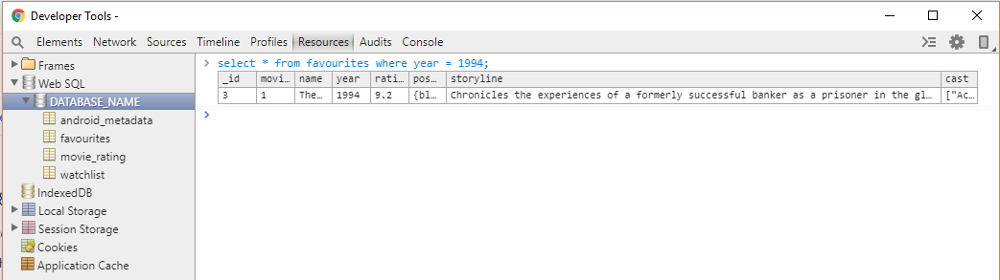 Developer Tools -
Elements Network Sources Timeline Profiles Resources Audits Console
Frames
Web SQL
DATABASE_NAME
android_metadata
favourites
movie_rating
watchlist
IndexedDB
Local Storage
Session Storage
Cookies
Application Cache
> select * from favourites where year = 1994;
_id movi… name year rati… pos… storyline cast
3 1 The… 1994 9.2 {bl… Chronicles the experiences of a formerly successful banker as a prisoner in the gl… ["Ac…
>